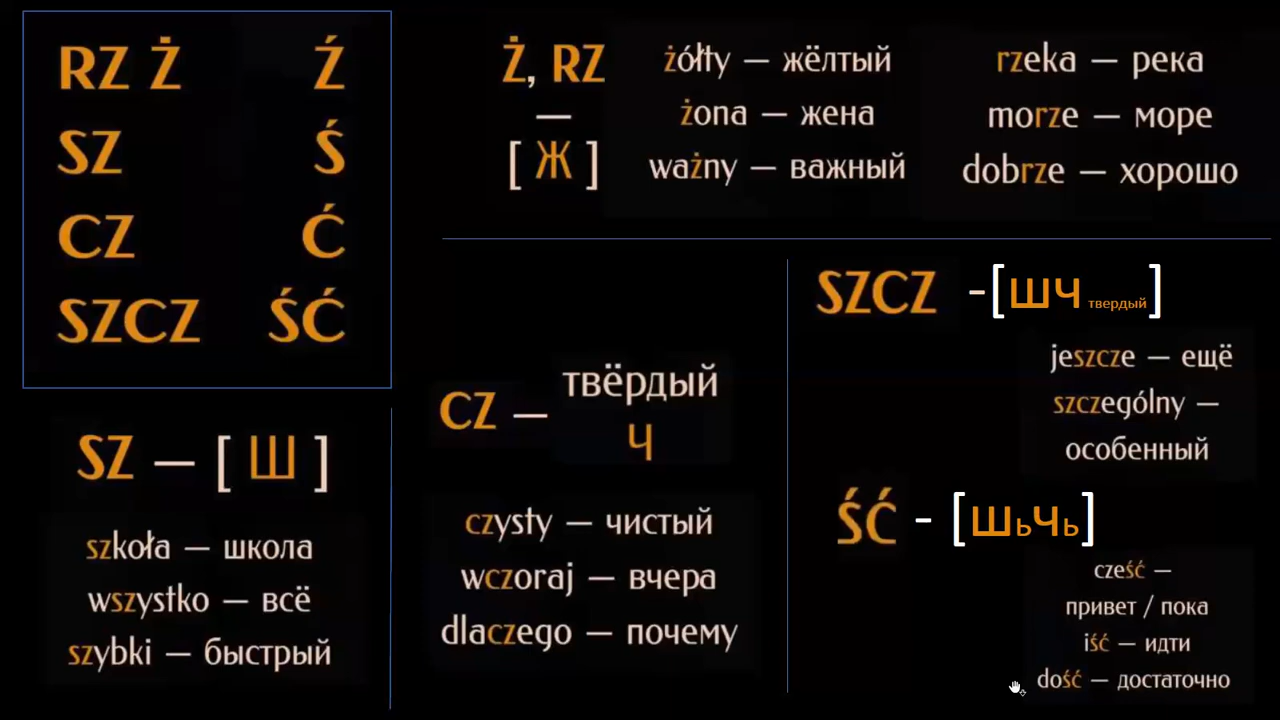 RZ Ż Ź
SZ Ś
CZ Ć
SZCZ ŚĆ
Ż, RZ
—
[ Ж ]
żółty — жёлтый
żona — жена
ważny — важный
rzeka — река
morze — море
dobrze — хорошо
SZ — [ Ш ]
szkoła — школа
wszystko — всё
szybki — быстрый
CZ — твёрдый
Ч
czysty — чистый
wczoraj — вчера
dlaczego — почему
SZCZ -[шч твердый]
jeszcze — ещё
szczególny —
особенный
ŚĆ - [шьчь]
cześć —
привет / пока
iść — идти
dość — достаточно